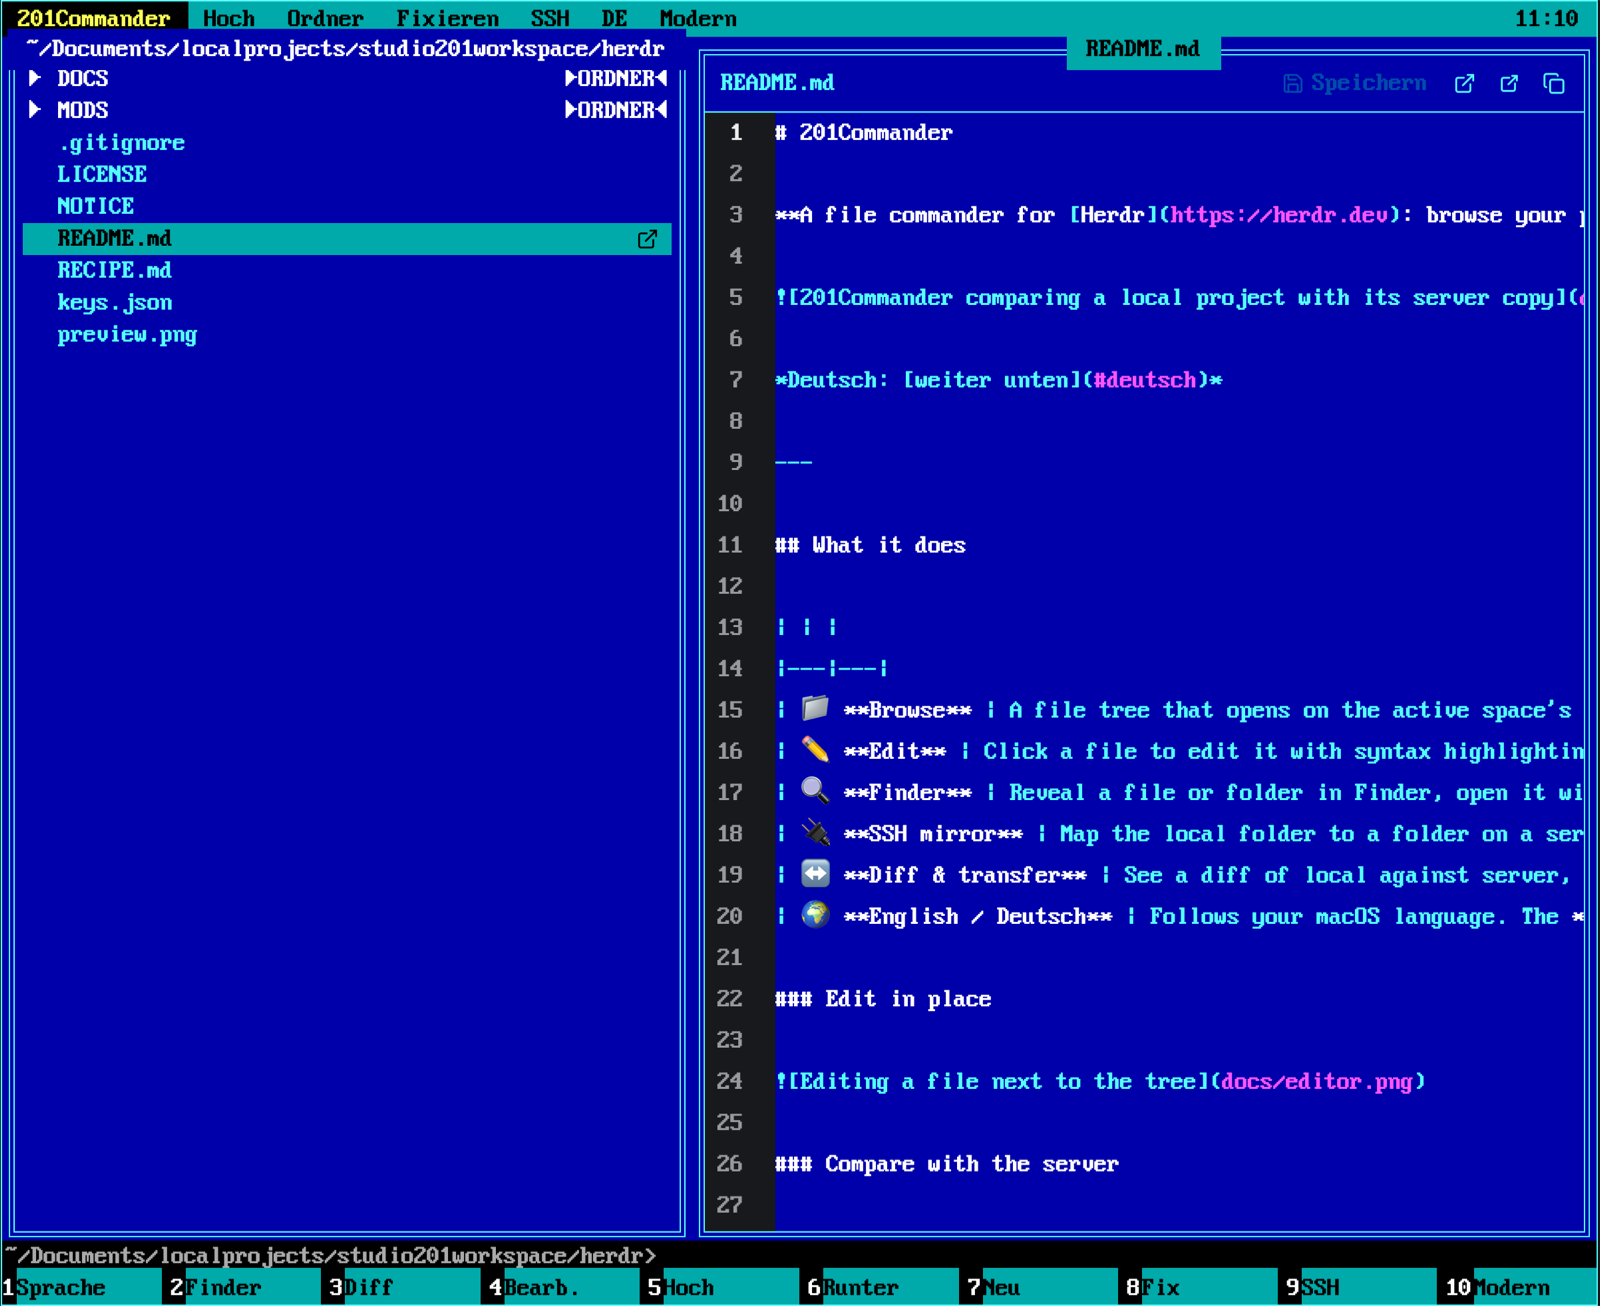 201Commander Hoch Ordner Fixieren SSH DE Modern 11:10
~/Documents/localprojects/studio201workspace/herdr
▶ DOCS ▶ORDNER◀
▶ MODS ▶ORDNER◀
.gitignore
LICENSE
NOTICE
README.md
RECIPE.md
keys.json
preview.png
README.md
README.md Speichern
1 # 201Commander
2
3 **A file commander for [Herdr](https://herdr.dev): browse your
4
5 ![201Commander comparing a local project with its server copy](
6
7 *Deutsch: [weiter unten](#deutsch)*
8
9 ---
10
11 ## What it does
12
13 | | |
14 |---|---|
15 | 📁 **Browse** | A file tree that opens on the active space's
16 | ✏️ **Edit** | Click a file to edit it with syntax highlightin
17 | 🔍 **Finder** | Reveal a file or folder in Finder, open it wi
18 | 🔌 **SSH mirror** | Map the local folder to a folder on a ser
19 | ↔️ **Diff & transfer** | See a diff of local against server,
20 | 🌍 **English / Deutsch** | Follows your macOS language. The *
21
22 ### Edit in place
23
24 ![Editing a file next to the tree](docs/editor.png)
25
26 ### Compare with the server
27
~/Documents/localprojects/studio201workspace/herdr>
1Sprache 2Finder 3Diff 4Bearb. 5Hoch 6Runter 7Neu 8Fix 9SSH 10Modern